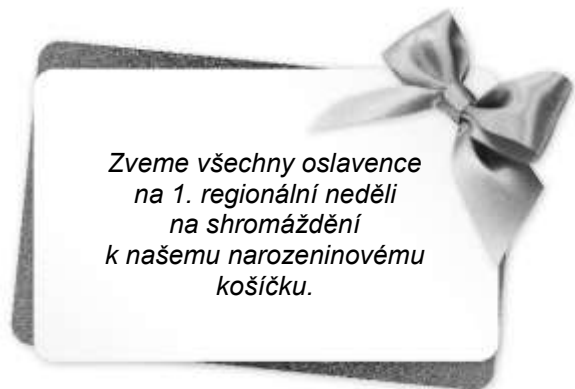 Zveme všechny oslavence
na 1. regionální neděli
na shromáždění
k našemu narozeninovému
košíčku.